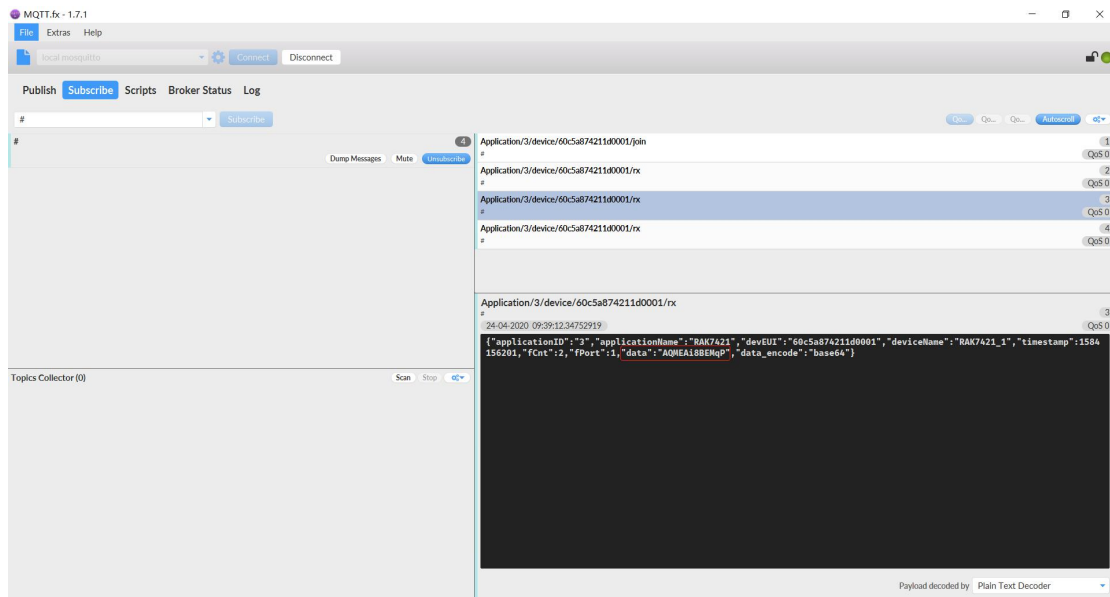 MQTT.fx - 1.7.1
File Extras Help
local mosquitto Connect Disconnect
Publish Subscribe Scripts Broker Status Log
# Subscribe Qo... Qo... Qo... Autoscroll
# 4
Dump Messages Mute Unsubscribe
Application/3/device/60c5a874211d0001/join 1
# QoS 0
Application/3/device/60c5a874211d0001/rx 2
# QoS 0
Application/3/device/60c5a874211d0001/rx 3
# QoS 0
Application/3/device/60c5a874211d0001/rx 4
# QoS 0
Application/3/device/60c5a874211d0001/rx
# 3
24-04-2020 09:39:12.34752919 QoS 0
{"applicationID":"3","applicationName":"RAK7421","devEUI":"60c5a874211d0001","deviceName":"RAK7421_1","timestamp":1584
156201,"fCnt":2,"fPort":1,"data":"AQMEAi8BEMqP","data_encode":"base64"}
Topics Collector (0) Scan Stop
Payload decoded by Plain Text Decoder